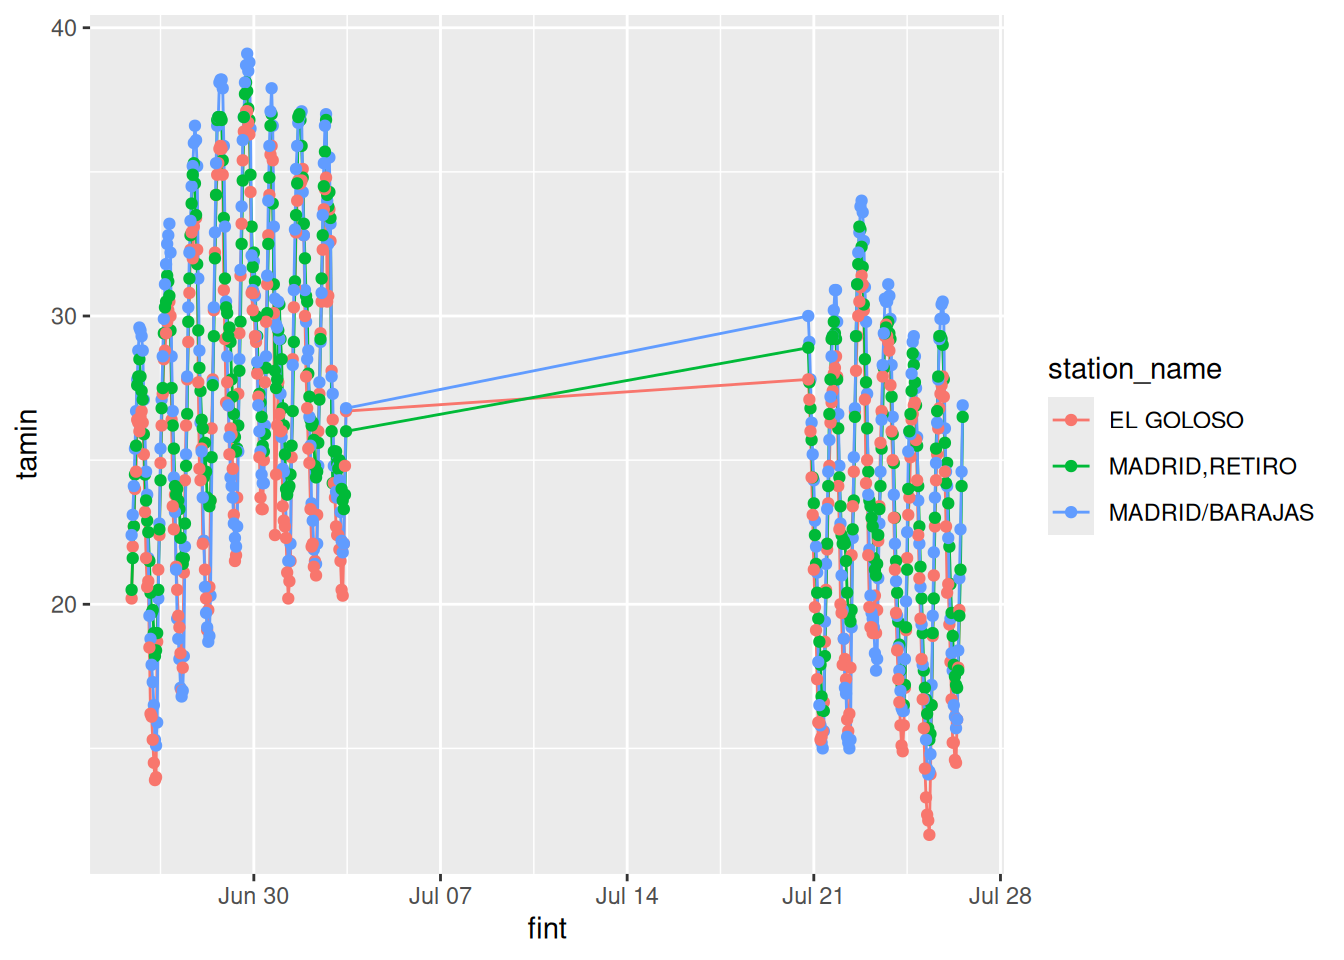 40
30
20
tamin
Jun 30
Jul 07
Jul 14
Jul 21
Jul 28
fint
station_name
EL GOLOSO
MADRID,RETIRO
MADRID/BARAJAS